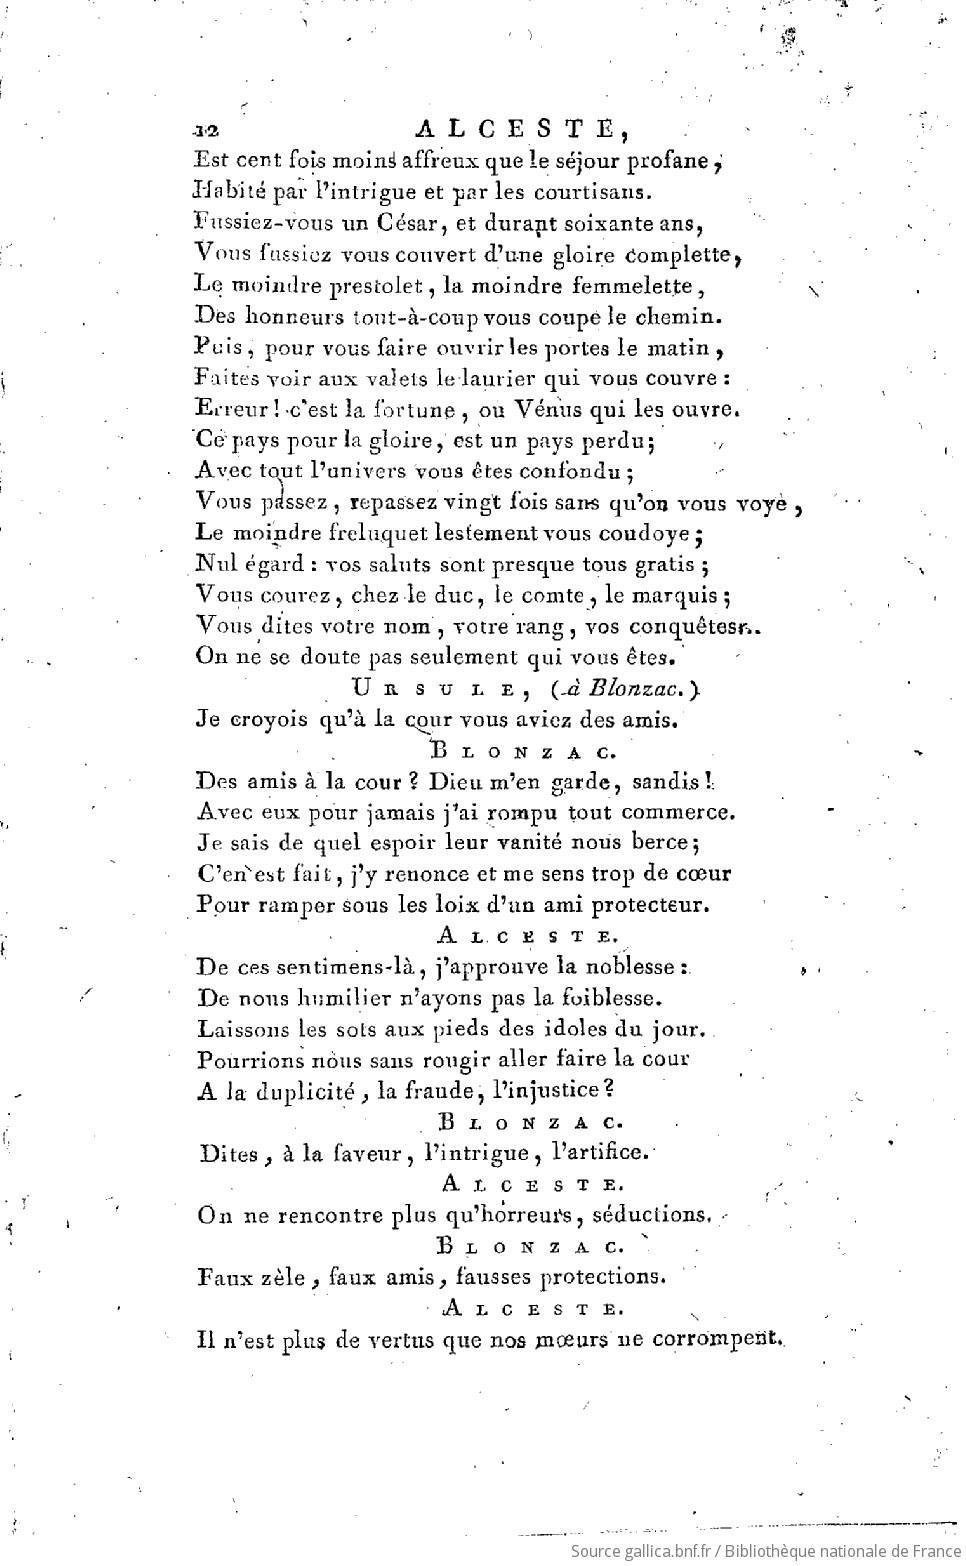 12 ALCESTE,
Est cent fois moins affreux que le séjour profane,
Habité par l'intrigue et par les courtisans.
Fussiez-vous un César, et durant soixante ans,
Vous fussiez vous couvert d'une gloire complette,
Le moindre prestolet, la moindre femmelette,
Des honneurs tout-à-coup vous coupe le chemin.
Puis, pour vous faire ouvrir les portes le matin,
Faites voir aux valets le laurier qui vous couvre :
Erreur ! c'est la fortune, ou Vénus qui les ouvre.
Ce pays pour la gloire, est un pays perdu;
Avec tout l'univers vous êtes confondu;
Vous passez, repassez vingt fois sans qu'on vous voye,
Le moindre freluquet lestement vous coudoye;
Nul égard : vos saluts sont presque tous gratis;
Vous courez, chez le duc, le comte, le marquis;
Vous dites votre nom, votre rang, vos conquêtes...
On ne se doute pas seulement qui vous êtes.
URSULE, (à Blonzac.)
Je croyois qu'à la cour vous aviez des amis.
BLONZAC.
Des amis à la cour ? Dieu m'en garde, sandis !
Avec eux pour jamais j'ai rompu tout commerce.
Je sais de quel espoir leur vanité nous berce;
C'en est fait, j'y renonce et me sens trop de cœur
Pour ramper sous les loix d'un ami protecteur.
ALCESTE.
De ces sentimens-là, j'approuve la noblesse :
De nous humilier n'ayons pas la foiblesse.
Laissons les sots aux pieds des idoles du jour.
Pourrions nous sans rougir aller faire la cour
A la duplicité, la fraude, l'injustice ?
BLONZAC.
Dites, à la faveur, l'intrigue, l'artifice.
ALCESTE.
On ne rencontre plus qu'horreurs, séductions.
BLONZAC.
Faux zèle, faux amis, fausses protections.
ALCESTE.
Il n'est plus de vertus que nos mœurs ne corrompent.
Source gallica.bnf.fr / Bibliothèque nationale de France